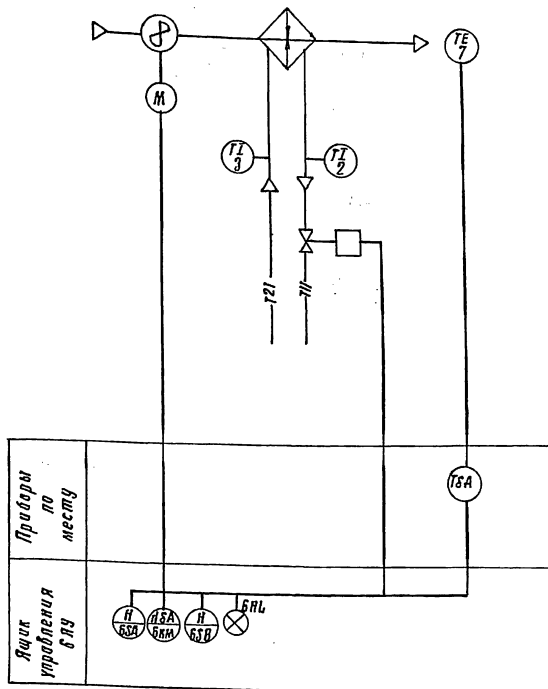 TE
7
M
TI
3
TI
2
T21
T11
Приборы
по
месту
TSA
Ящик
управления
6ЯУ
H
6SA
HSA
6KM
H
6SB
6HL